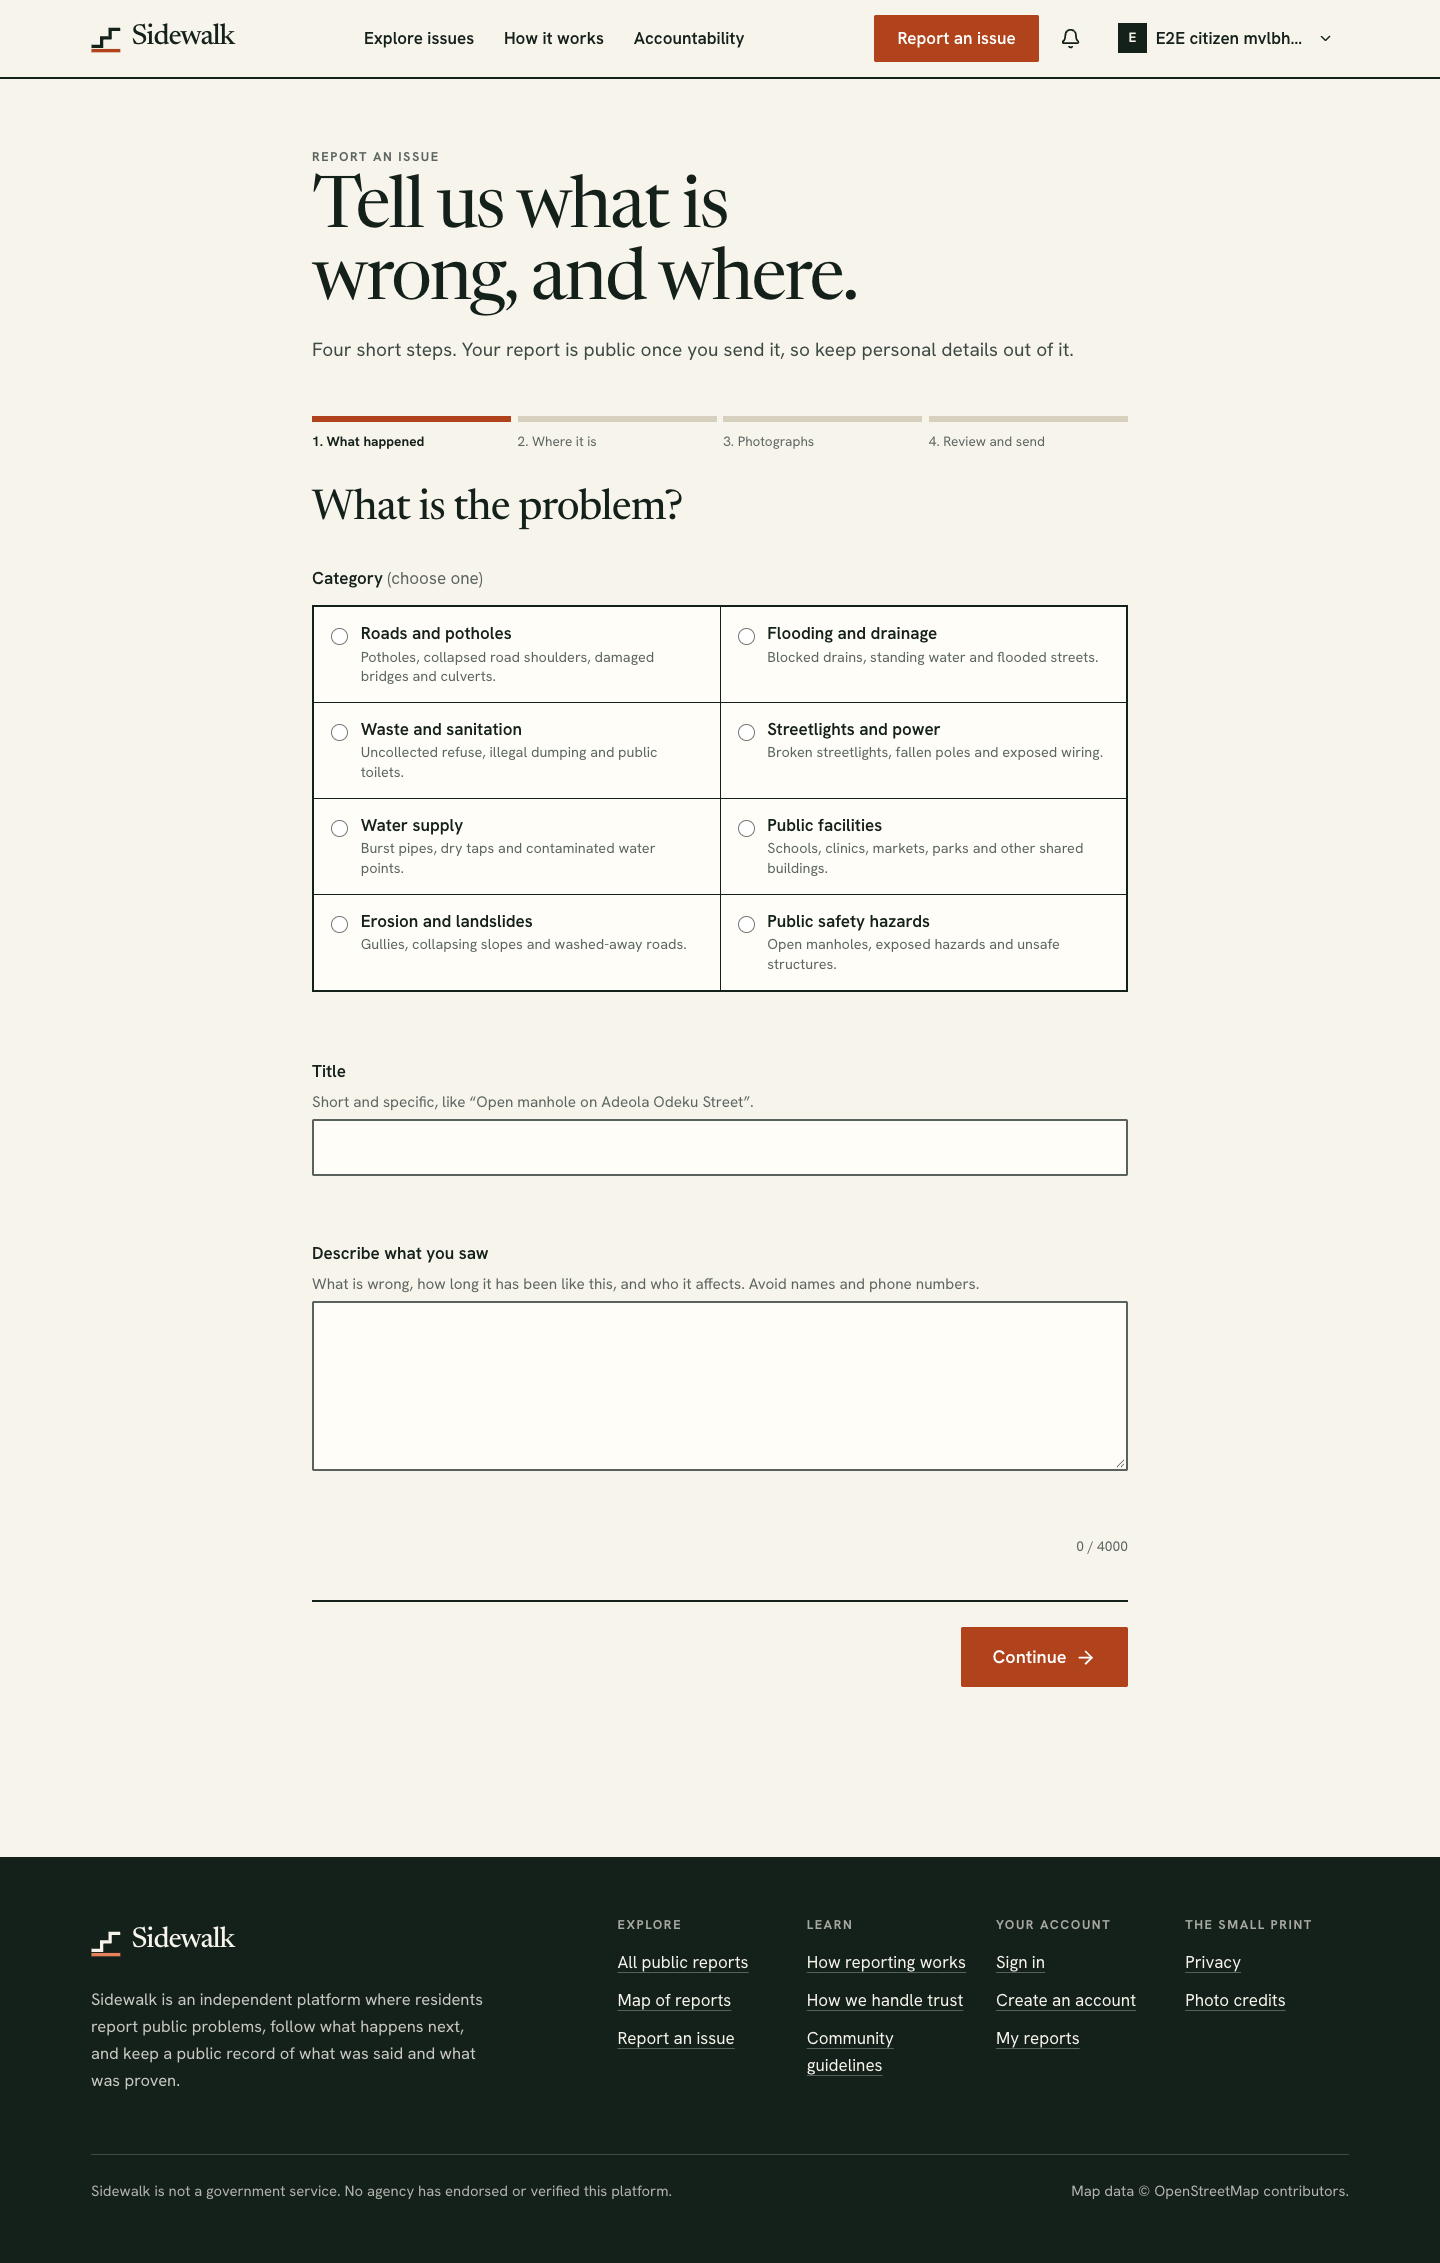 Sidewalk
Explore issues
How it works
Accountability
Report an issue
E
E2E citizen mvlbh...
REPORT AN ISSUE
Tell us what is
wrong, and where.
Four short steps. Your report is public once you send it, so keep personal details out of it.
1. What happened
2. Where it is
3. Photographs
4. Review and send
What is the problem?
Category (choose one)
Roads and potholes
Potholes, collapsed road shoulders, damaged
bridges and culverts.
Flooding and drainage
Blocked drains, standing water and flooded streets.
Waste and sanitation
Uncollected refuse, illegal dumping and public
toilets.
Streetlights and power
Broken streetlights, fallen poles and exposed wiring.
Water supply
Burst pipes, dry taps and contaminated water
points.
Public facilities
Schools, clinics, markets, parks and other shared
buildings.
Erosion and landslides
Gullies, collapsing slopes and washed-away roads.
Public safety hazards
Open manholes, exposed hazards and unsafe
structures.
Title
Short and specific, like “Open manhole on Adeola Odeku Street”.
Describe what you saw
What is wrong, how long it has been like this, and who it affects. Avoid names and phone numbers.
0 / 4000
Continue
Sidewalk
Sidewalk is an independent platform where residents
report public problems, follow what happens next,
and keep a public record of what was said and what
was proven.
EXPLORE
All public reports
Map of reports
Report an issue
LEARN
How reporting works
How we handle trust
Community
guidelines
YOUR ACCOUNT
Sign in
Create an account
My reports
THE SMALL PRINT
Privacy
Photo credits
Sidewalk is not a government service. No agency has endorsed or verified this platform.
Map data © OpenStreetMap contributors.